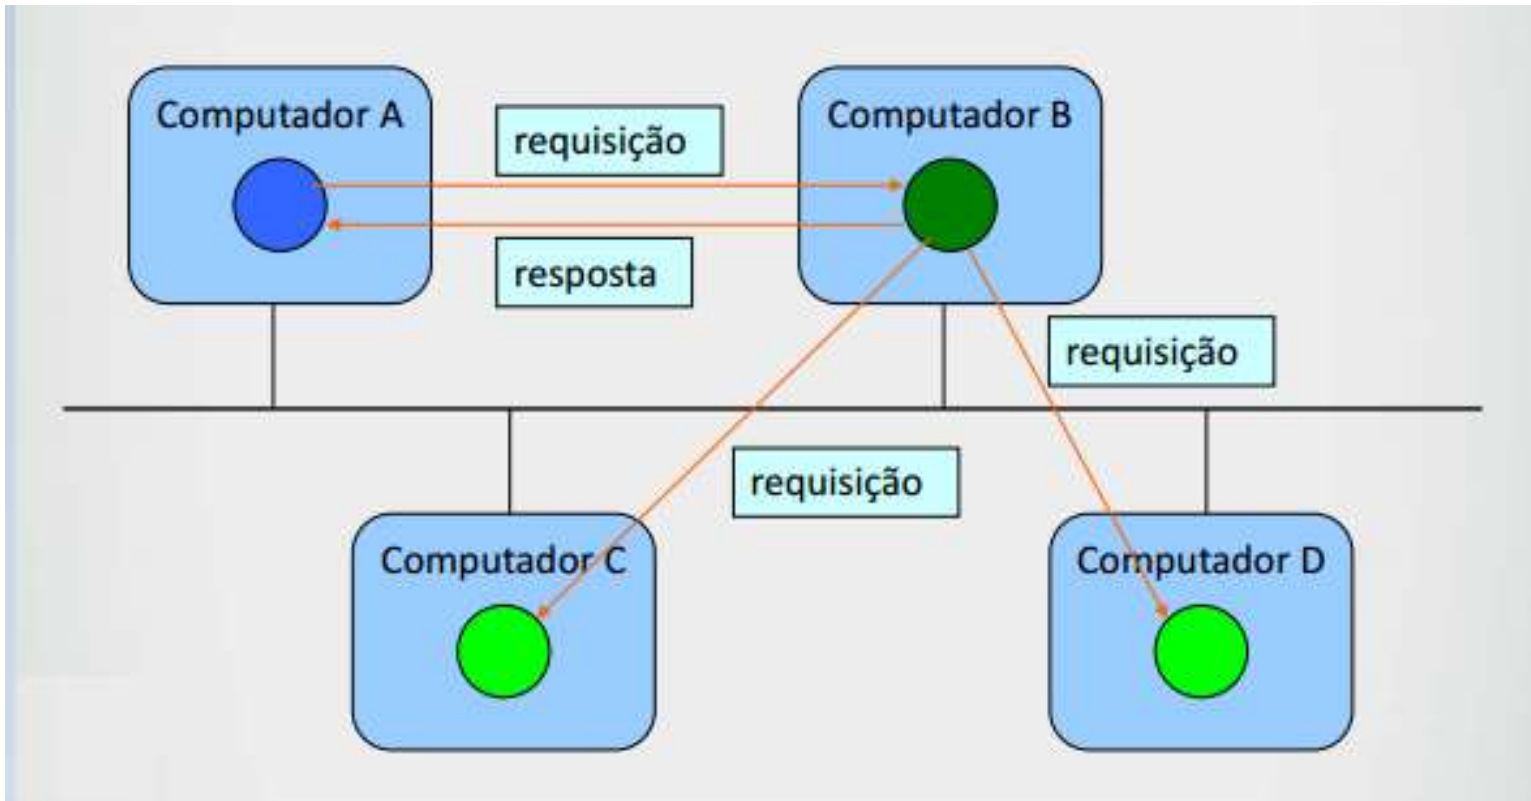 Computador A
requisição
Computador B
resposta
requisição
requisição
Computador C
Computador D